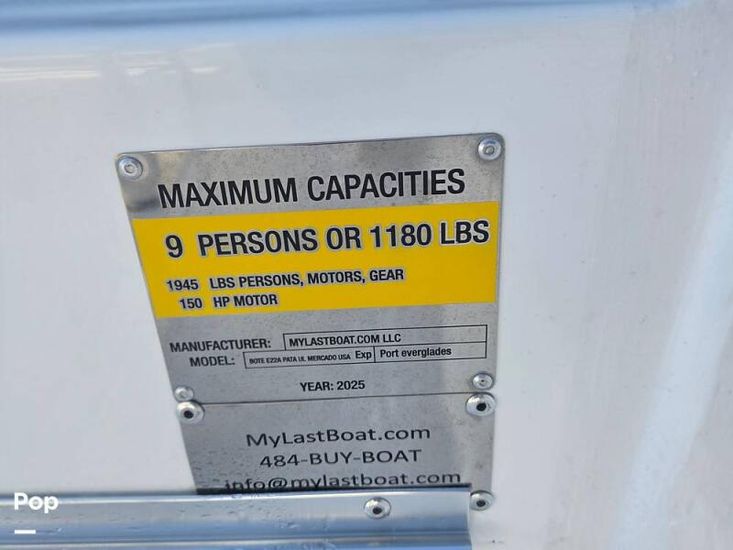 MAXIMUM CAPACITIES
9 PERSONS OR 1180 LBS
1945 LBS PERSONS, MOTORS, GEAR
150 HP MOTOR
MANUFACTURER: MYLASTBOAT.COM LLC
MODEL: BOTE E22A PATA UL MERCADO USA Exp Port everglades
YEAR: 2025
MyLastBoat.com
484-BUY-BOAT
info@mylastboat.com
Pop